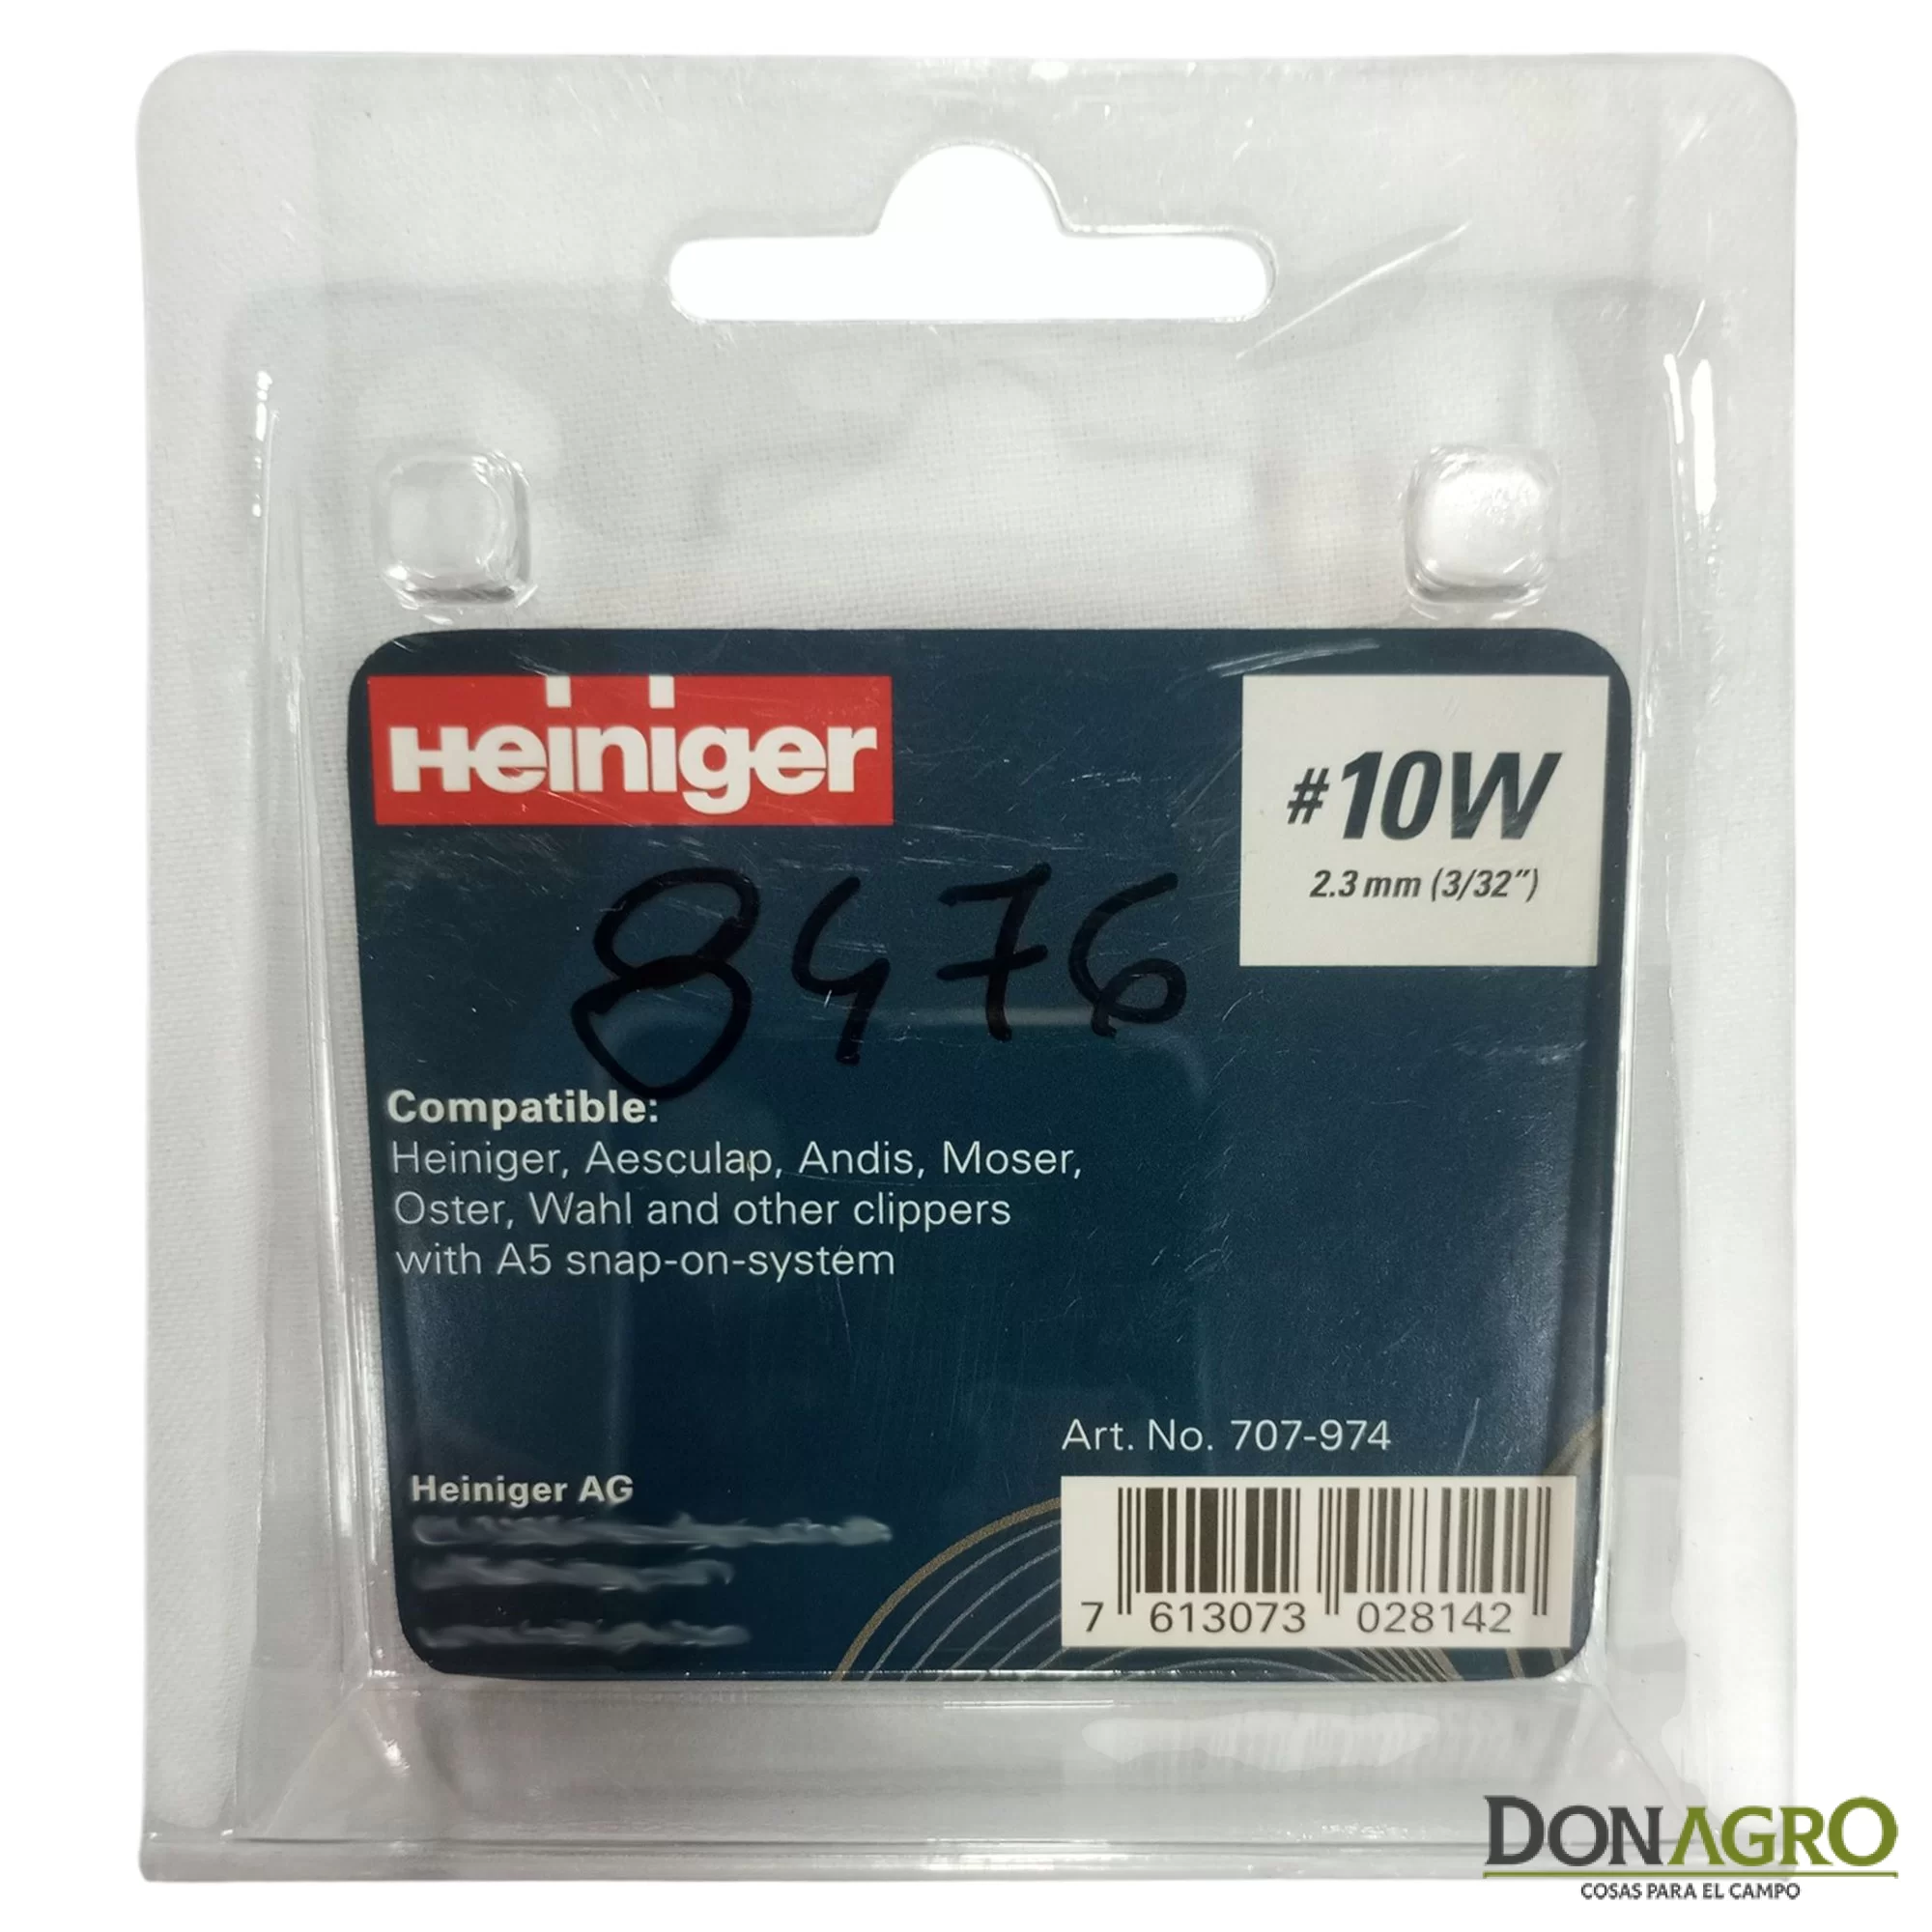 Heiniger
#10W
2.3 mm (3/32")
8476
Compatible:
Heiniger, Aesculap, Andis, Moser,
Oster, Wahl and other clippers
with A5 snap-on-system
Art. No. 707-974
Heiniger AG
7 613073 028142
DONAGRO
COSAS PARA EL CAMPO